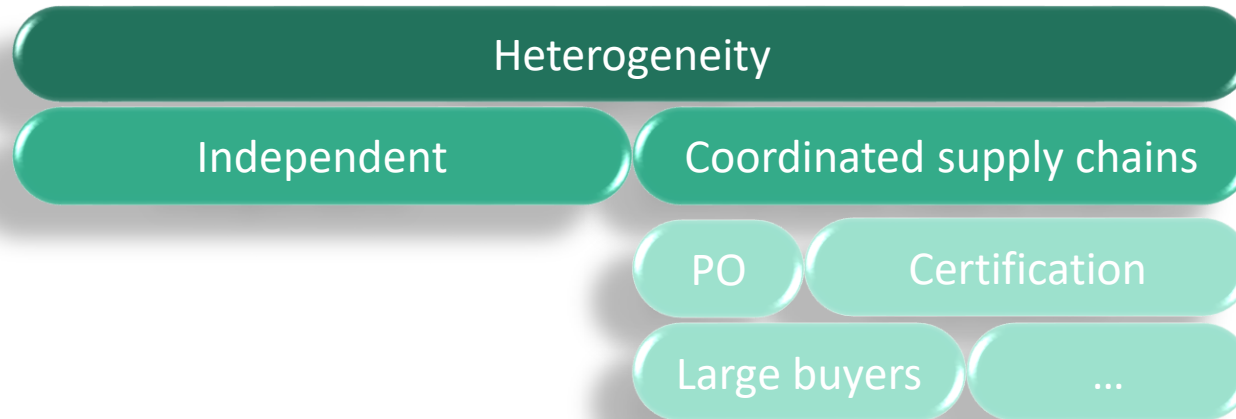 Heterogeneity
Independent
Coordinated supply chains
PO
Certification
Large buyers
...